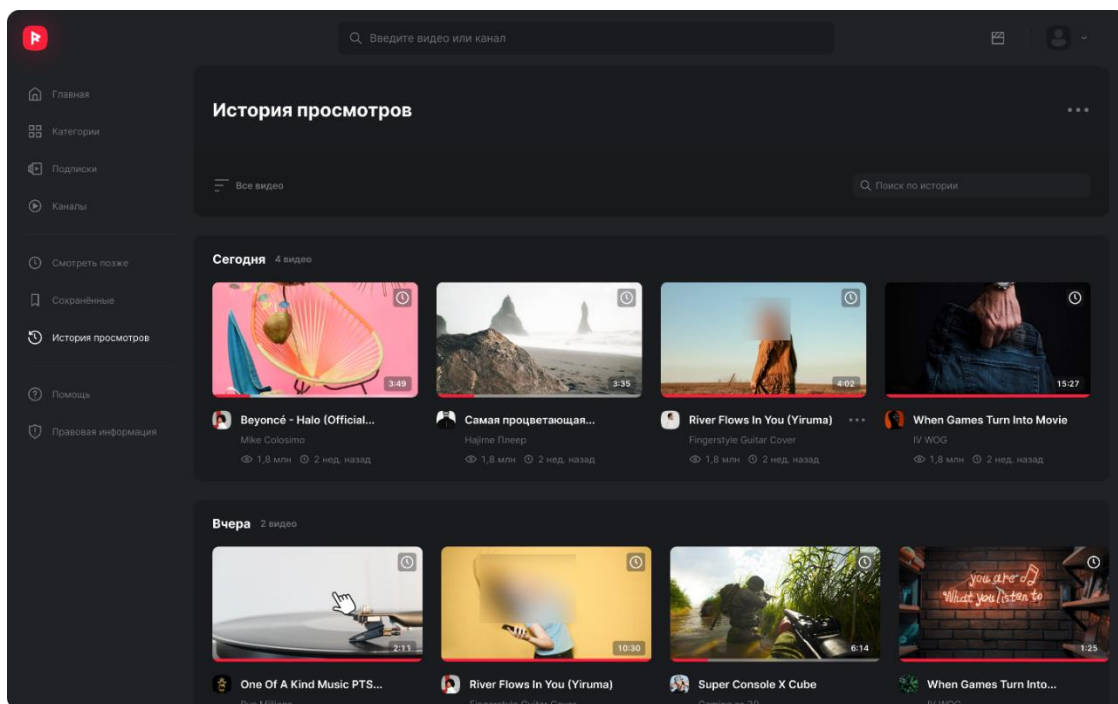 Введите видео или канал
Главная
Категории
Подписки
Каналы
Смотреть позже
Сохранённые
История просмотров
Помощь
Правовая информация
История просмотров
Все видео
Поиск по истории
Сегодня 4 видео
3:49
3:35
4:02
15:27
Beyoncé - Halo (Official...
Mike Colosimo
1,8 млн 2 нед. назад
Самая процветающая...
Hajime Плеер
1,8 млн 2 нед. назад
River Flows In You (Yiruma)
Fingerstyle Guitar Cover
1,8 млн 2 нед. назад
When Games Turn Into Movie
IV WOG
1,8 млн 2 нед. назад
Вчера 2 видео
2:11
10:30
6:14
you are
What you listen to
1:25
One Of A Kind Music PTS...
River Flows In You (Yiruma)
Fingerstyle Guitar Cover
Super Console X Cube
When Games Turn Into...
IV WOG